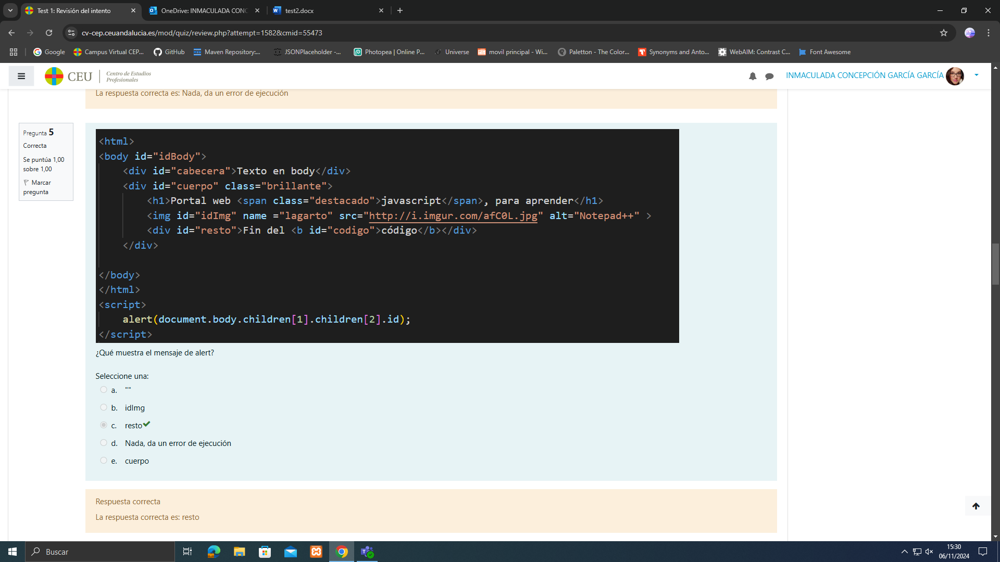 Test 1: Revisión del intento
OneDrive: INMACULADA CONC
test2.docx
cv-cep.ceuandalucia.es/mod/quiz/review.php?attempt=1582&cmid=55473
Google
Campus Virtual CEP...
GitHub
Maven Repository:...
JSONPlaceholder -...
Photopea | Online P...
Universe
movil principal - Wi...
Paletton - The Color...
Synonyms and Anto...
WebAIM: Contrast C...
Font Awesome
CEU
Centro de Estudios
Profesionales
INMACULADA CONCEPCIÓN GARCÍA GARCÍA
La respuesta correcta es: Nada, da un error de ejecución
Pregunta 5
Correcta
Se puntúa 1,00
sobre 1,00
Marcar
pregunta
<html>
<body id="idBody">
<div id="cabecera">Texto en body</div>
<div id="cuerpo" class="brillante">
<h1>Portal web <span class="destacado">javascript</span>, para aprender</h1>
<img id="idImg" name ="lagarto" src="http://i.imgur.com/afC0L.jpg" alt="Notepad++" >
<div id="resto">Fin del <b id="codigo">código</b></div>
</div>
</body>
</html>
<script>
alert(document.body.children[1].children[2].id);
</script>
¿Qué muestra el mensaje de alert?
Seleccione una:
a. ""
b. idImg
c. resto
d. Nada, da un error de ejecución
e. cuerpo
Respuesta correcta
La respuesta correcta es: resto
Buscar
15:30
06/11/2024